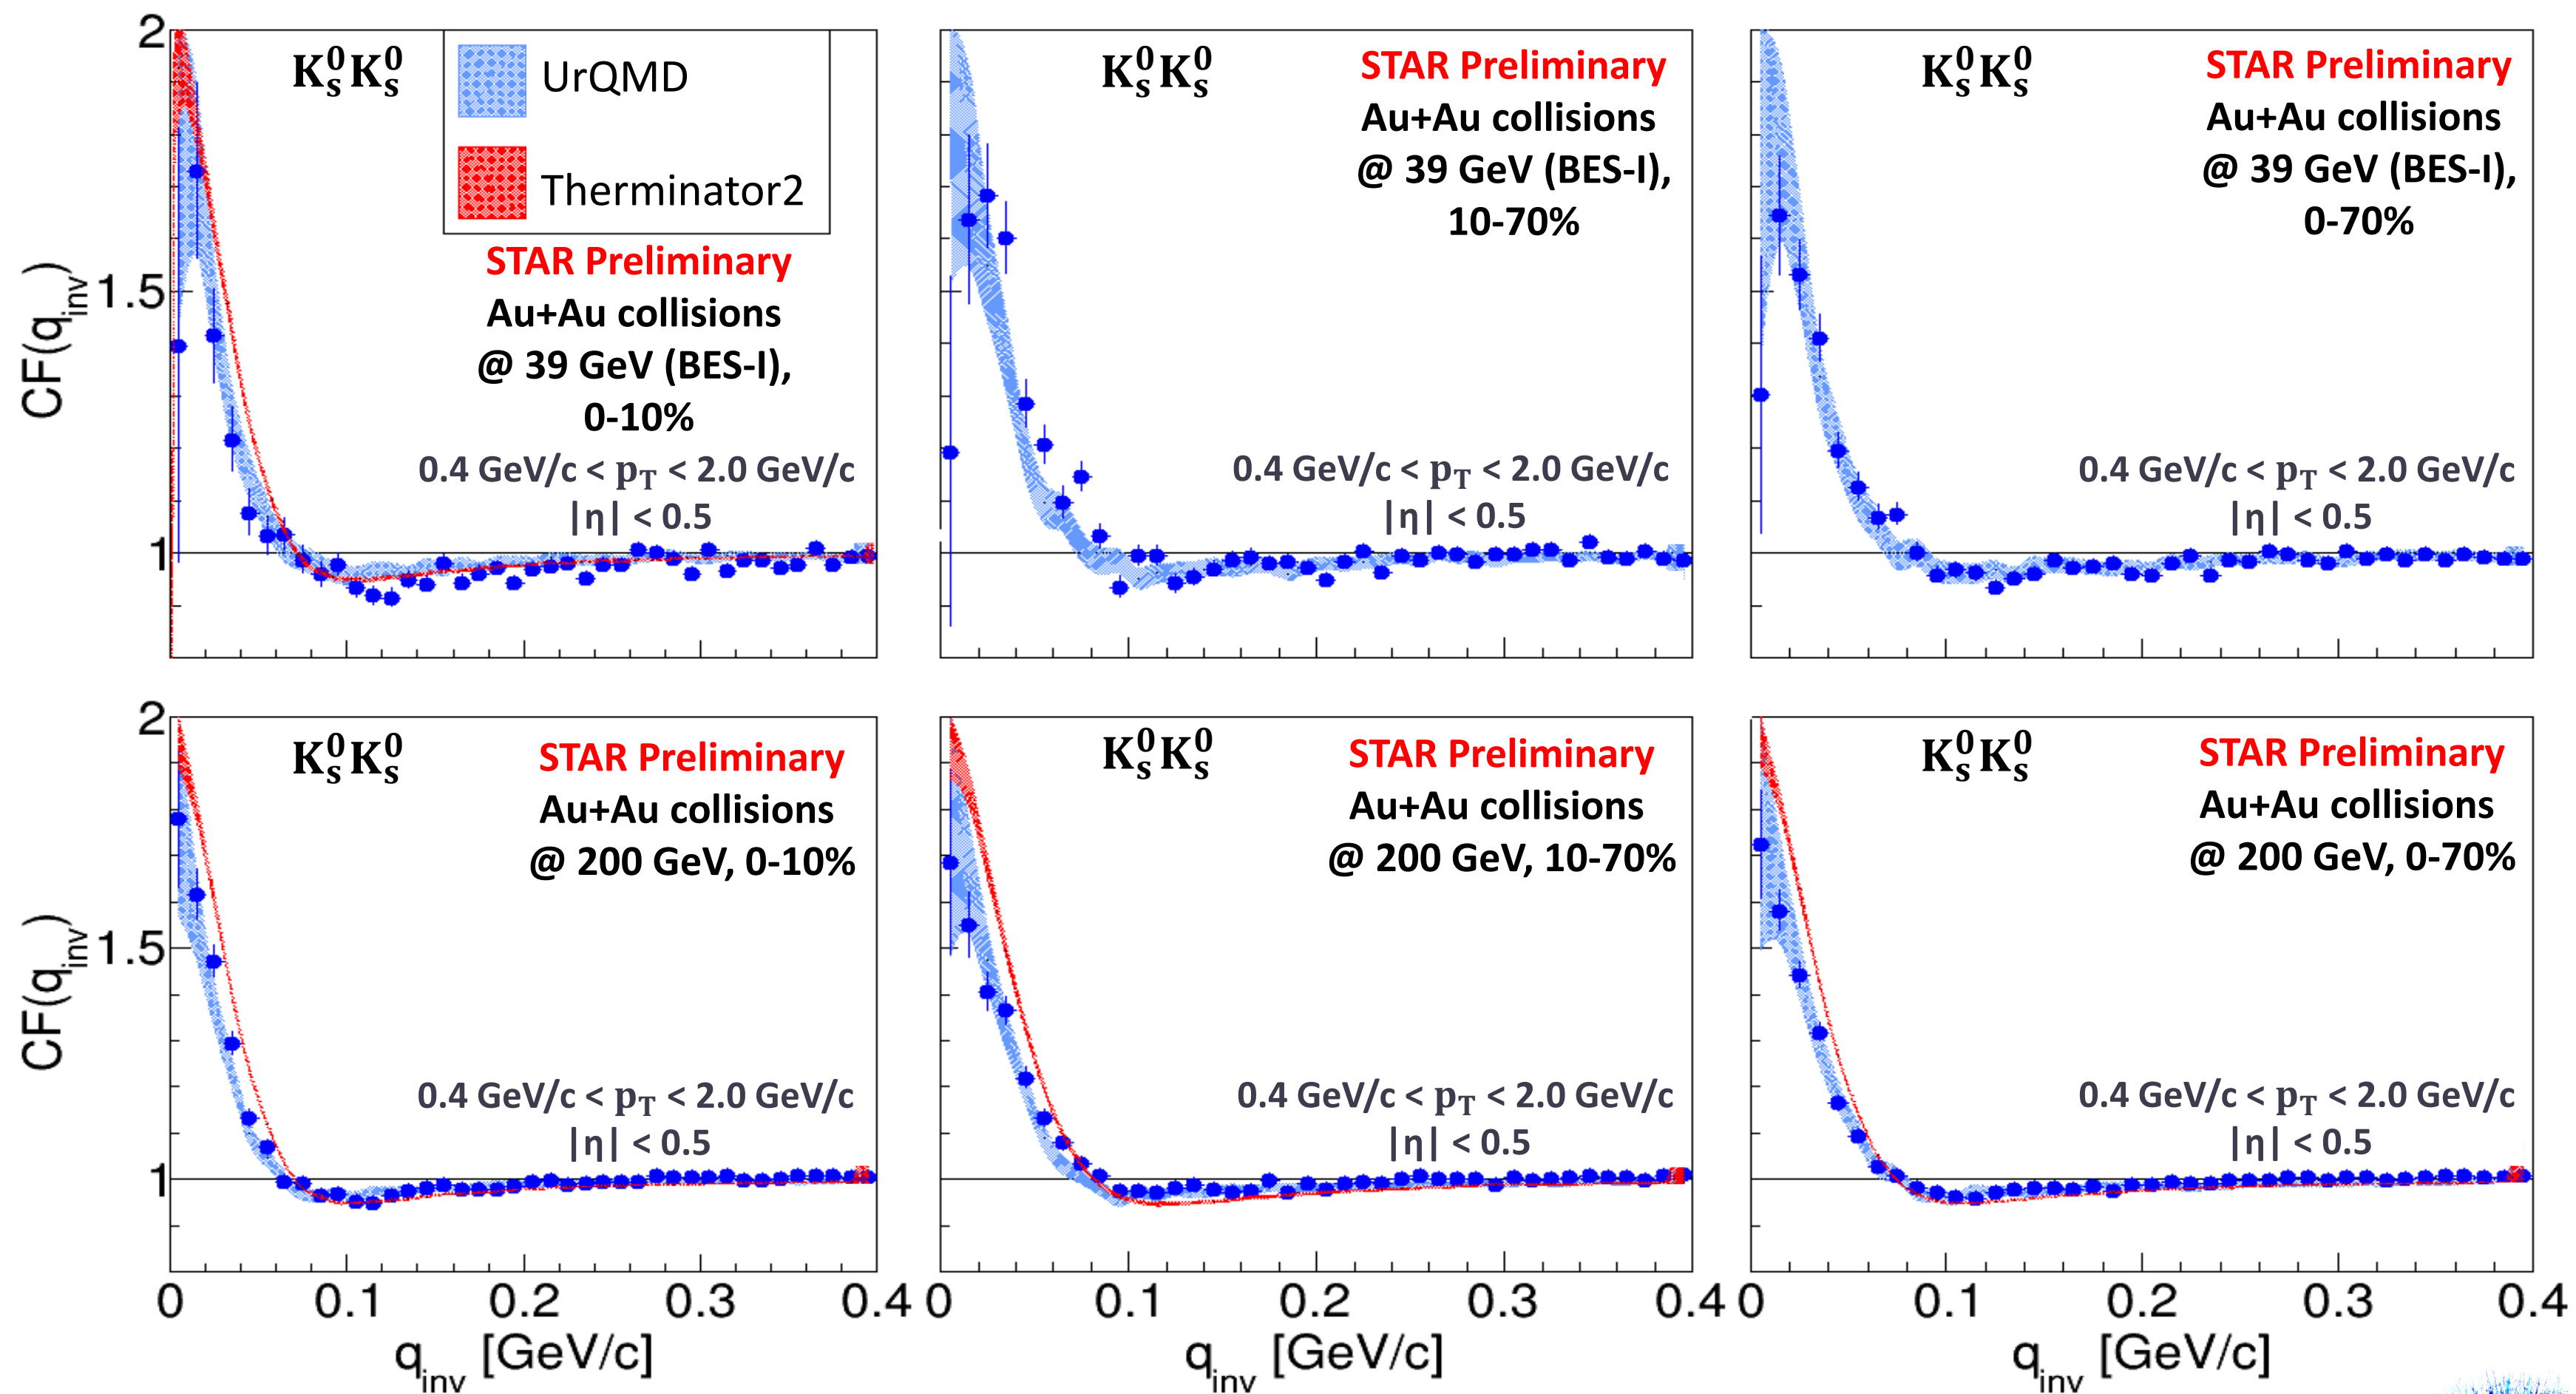 2
K⁰ₛK⁰ₛ
UrQMD
Therminator2
STAR Preliminary
Au+Au collisions
@ 39 GeV (BES-I),
0-10%
0.4 GeV/c < p_T < 2.0 GeV/c
|η| < 0.5
1.5
1
CF(q_inv)
K⁰ₛK⁰ₛ
STAR Preliminary
Au+Au collisions
@ 39 GeV (BES-I),
10-70%
0.4 GeV/c < p_T < 2.0 GeV/c
|η| < 0.5
K⁰ₛK⁰ₛ
STAR Preliminary
Au+Au collisions
@ 39 GeV (BES-I),
0-70%
0.4 GeV/c < p_T < 2.0 GeV/c
|η| < 0.5
2
K⁰ₛK⁰ₛ
STAR Preliminary
Au+Au collisions
@ 200 GeV, 0-10%
0.4 GeV/c < p_T < 2.0 GeV/c
|η| < 0.5
1.5
1
CF(q_inv)
0 0.1 0.2 0.3 0.4
q_inv [GeV/c]
K⁰ₛK⁰ₛ
STAR Preliminary
Au+Au collisions
@ 200 GeV, 10-70%
0.4 GeV/c < p_T < 2.0 GeV/c
|η| < 0.5
0 0.1 0.2 0.3 0.4
q_inv [GeV/c]
K⁰ₛK⁰ₛ
STAR Preliminary
Au+Au collisions
@ 200 GeV, 0-70%
0.4 GeV/c < p_T < 2.0 GeV/c
|η| < 0.5
0 0.1 0.2 0.3 0.4
q_inv [GeV/c]